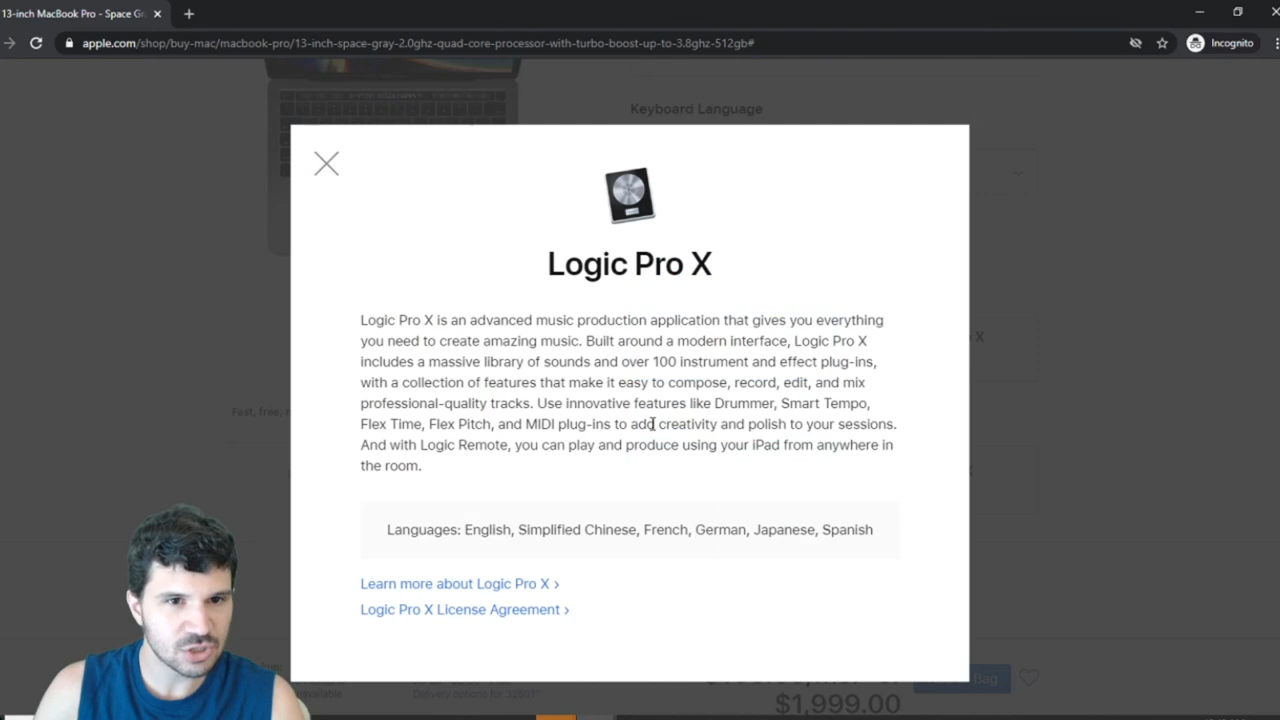 13-inch MacBook Pro - Space Gr
apple.com/shop/buy-mac/macbook-pro/13-inch-space-gray-2.0ghz-quad-core-processor-with-turbo-boost-up-to-3.8ghz-512gb#
Incognito
Keyboard Language
Logic Pro X
Logic Pro X is an advanced music production application that gives you everything
you need to create amazing music. Built around a modern interface, Logic Pro X
includes a massive library of sounds and over 100 instrument and effect plug-ins,
with a collection of features that make it easy to compose, record, edit, and mix
professional-quality tracks. Use innovative features like Drummer, Smart Tempo,
Flex Time, Flex Pitch, and MIDI plug-ins to add creativity and polish to your sessions.
And with Logic Remote, you can play and produce using your iPad from anywhere in
the room.
X
Fast, free,
Languages: English, Simplified Chinese, French, German, Japanese, Spanish
Learn more about Logic Pro X >
Logic Pro X License Agreement >
Bag
Delivery options for
$1,999.00